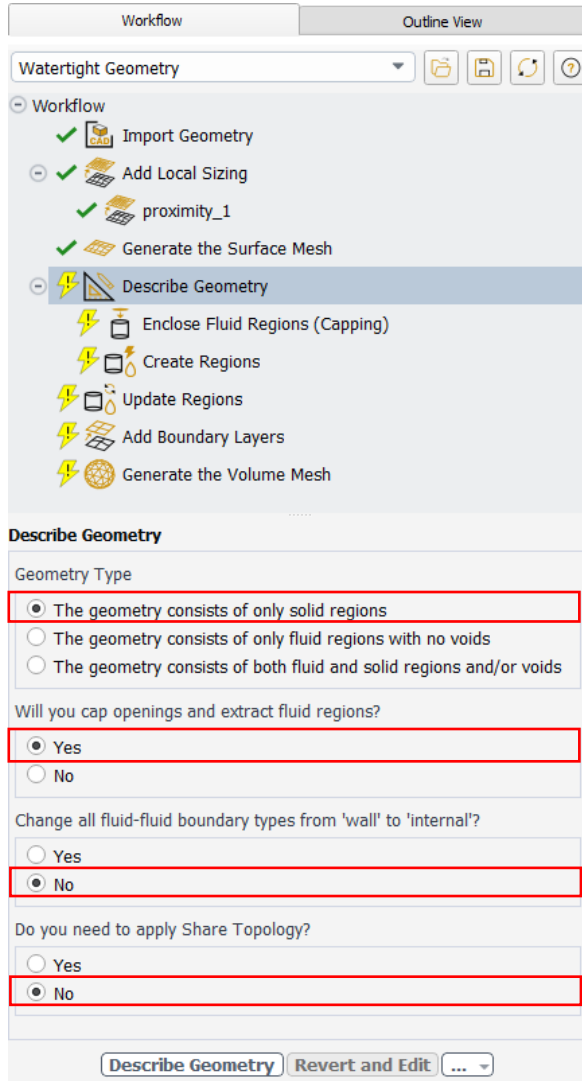 Workflow
Outline View
Watertight Geometry
Workflow
CAD
Import Geometry
Add Local Sizing
proximity_1
Generate the Surface Mesh
Describe Geometry
Enclose Fluid Regions (Capping)
Create Regions
Update Regions
Add Boundary Layers
Generate the Volume Mesh
Describe Geometry
Geometry Type
The geometry consists of only solid regions
The geometry consists of only fluid regions with no voids
The geometry consists of both fluid and solid regions and/or voids
Will you cap openings and extract fluid regions?
Yes
No
Change all fluid-fluid boundary types from 'wall' to 'internal'?
Yes
No
Do you need to apply Share Topology?
Yes
No
Describe Geometry Revert and Edit ...